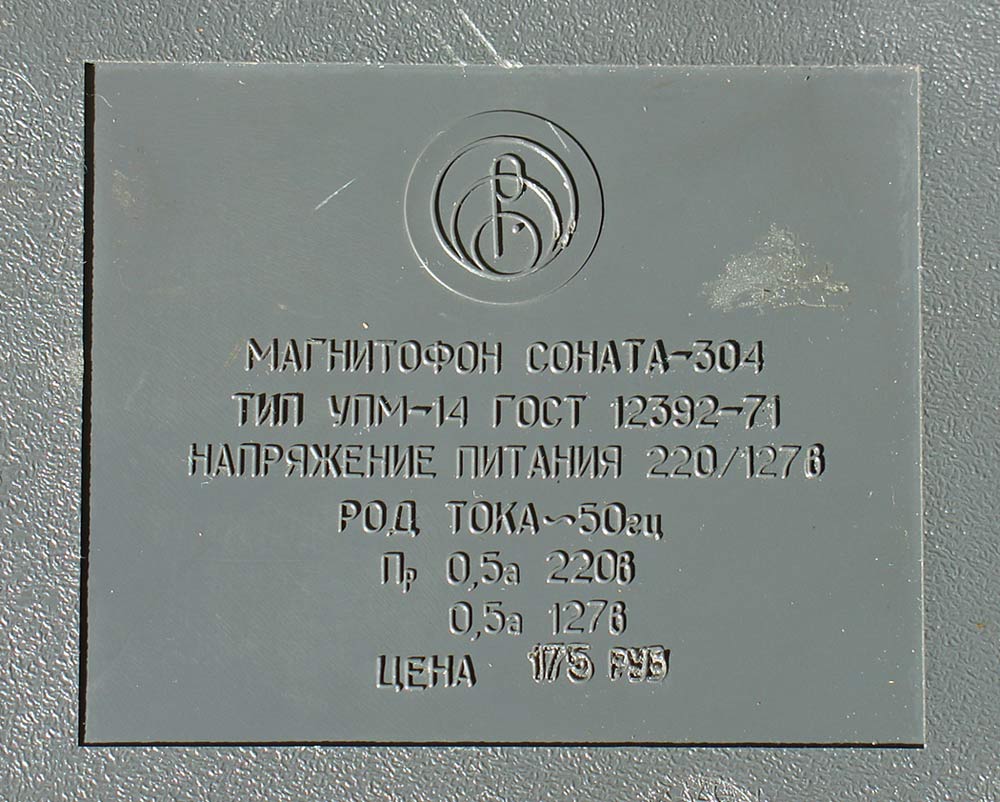 МАГНИТОФОН СОНАТА-304
ТИП УПМ-14 ГОСТ 12392-71
НАПРЯЖЕНИЕ ПИТАНИЯ 220/127в
РОД ТОКА~50гц
Пр 0,5а 220в
0,5а 127в
ЦЕНА 175 РУБ